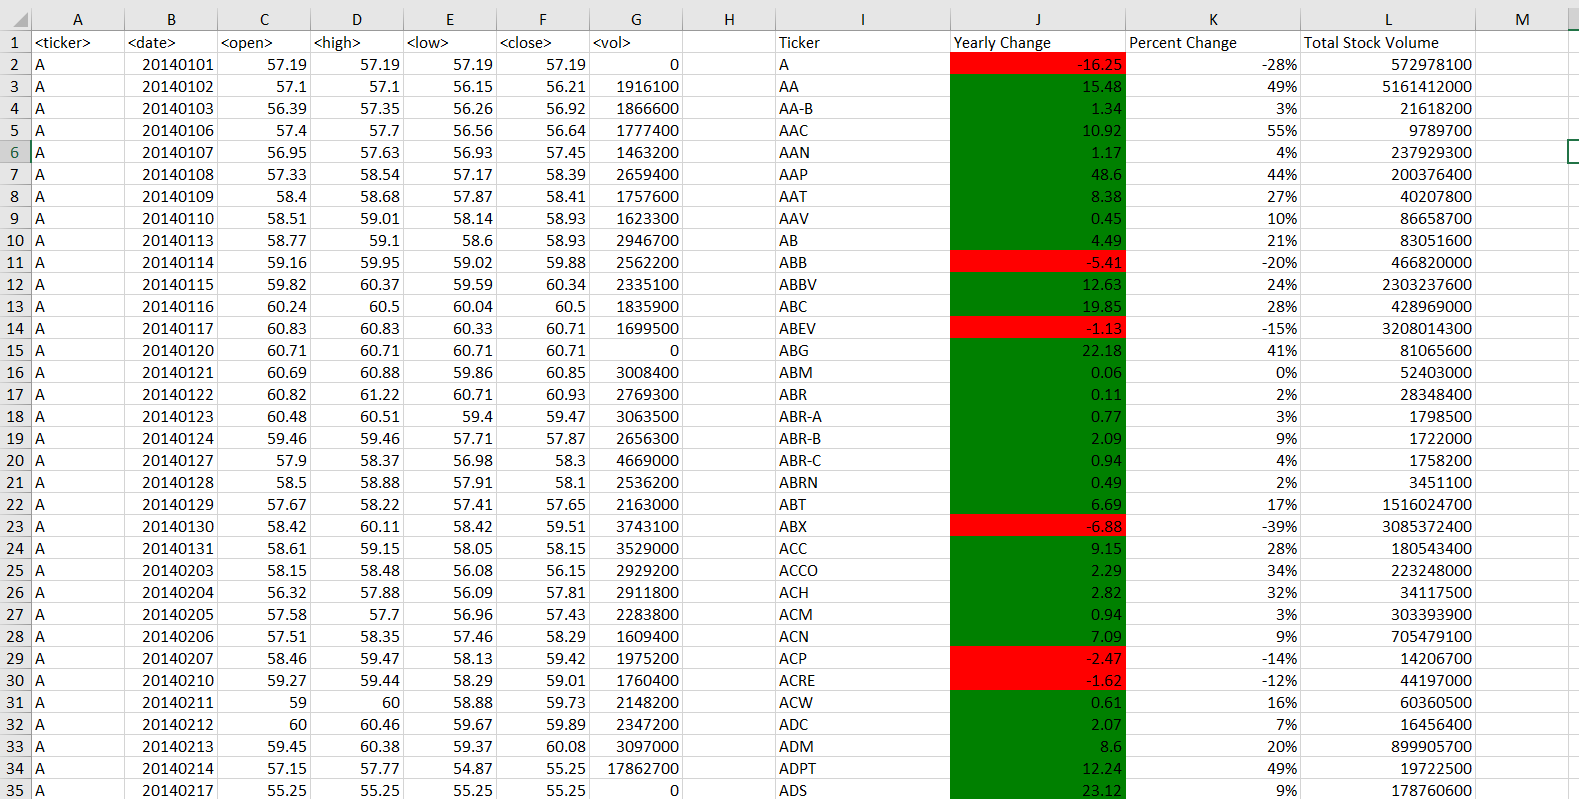 A B C D E F G H I J K L M
1 <ticker> <date> <open> <high> <low> <close> <vol> Ticker Yearly Change Percent Change Total Stock Volume
2 A 20140101 57.19 57.19 57.19 57.19 0 A -16.25 -28% 572978100
3 A 20140102 57.1 57.1 56.15 56.21 1916100 AA 15.48 49% 5161412000
4 A 20140103 56.39 57.35 56.26 56.92 1866600 AA-B 1.34 3% 21618200
5 A 20140106 57.4 57.7 56.56 56.64 1777400 AAC 10.92 55% 9789700
6 A 20140107 56.95 57.63 56.93 57.45 1463200 AAN 1.17 4% 237929300
7 A 20140108 57.33 58.54 57.17 58.39 2659400 AAP 48.6 44% 200376400
8 A 20140109 58.4 58.68 57.87 58.41 1757600 AAT 8.38 27% 40207800
9 A 20140110 58.51 59.01 58.14 58.93 1623300 AAV 0.45 10% 86658700
10 A 20140113 58.77 59.1 58.6 58.93 2946700 AB 4.49 21% 83051600
11 A 20140114 59.16 59.95 59.02 59.88 2562200 ABB -5.41 -20% 466820000
12 A 20140115 59.82 60.37 59.59 60.34 2335100 ABBV 12.63 24% 2303237600
13 A 20140116 60.24 60.5 60.04 60.5 1835900 ABC 19.85 28% 428969000
14 A 20140117 60.83 60.83 60.33 60.71 1699500 ABEV -1.13 -15% 3208014300
15 A 20140120 60.71 60.71 60.71 60.71 0 ABG 22.18 41% 81065600
16 A 20140121 60.69 60.88 59.86 60.85 3008400 ABM 0.06 0% 52403000
17 A 20140122 60.82 61.22 60.71 60.93 2769300 ABR 0.11 2% 28348400
18 A 20140123 60.48 60.51 59.4 59.47 3063500 ABR-A 0.77 3% 1798500
19 A 20140124 59.46 59.46 57.71 57.87 2656300 ABR-B 2.09 9% 1722000
20 A 20140127 57.9 58.37 56.98 58.3 4669000 ABR-C 0.94 4% 1758200
21 A 20140128 58.5 58.88 57.91 58.1 2536200 ABRN 0.49 2% 3451100
22 A 20140129 57.67 58.22 57.41 57.65 2163000 ABT 6.69 17% 1516024700
23 A 20140130 58.42 60.11 58.42 59.51 3743100 ABX -6.88 -39% 3085372400
24 A 20140131 58.61 59.15 58.05 58.15 3529000 ACC 9.15 28% 180543400
25 A 20140203 58.15 58.48 56.08 56.15 2929200 ACCO 2.29 34% 223248000
26 A 20140204 56.32 57.88 56.09 57.81 2911800 ACH 2.82 32% 34117500
27 A 20140205 57.58 57.7 56.96 57.43 2283800 ACM 0.94 3% 303393900
28 A 20140206 57.51 58.35 57.46 58.29 1609400 ACN 7.09 9% 705479100
29 A 20140207 58.46 59.47 58.13 59.42 1975200 ACP -2.47 -14% 14206700
30 A 20140210 59.27 59.44 58.29 59.01 1760400 ACRE -1.62 -12% 44197000
31 A 20140211 59 60 58.88 59.73 2148200 ACW 0.61 16% 60360500
32 A 20140212 60 60.46 59.67 59.89 2347200 ADC 2.07 7% 16456400
33 A 20140213 59.45 60.38 59.37 60.08 3097000 ADM 8.6 20% 899905700
34 A 20140214 57.15 57.77 54.87 55.25 17862700 ADPT 12.24 49% 19722500
35 A 20140217 55.25 55.25 55.25 55.25 0 ADS 23.12 9% 178760600